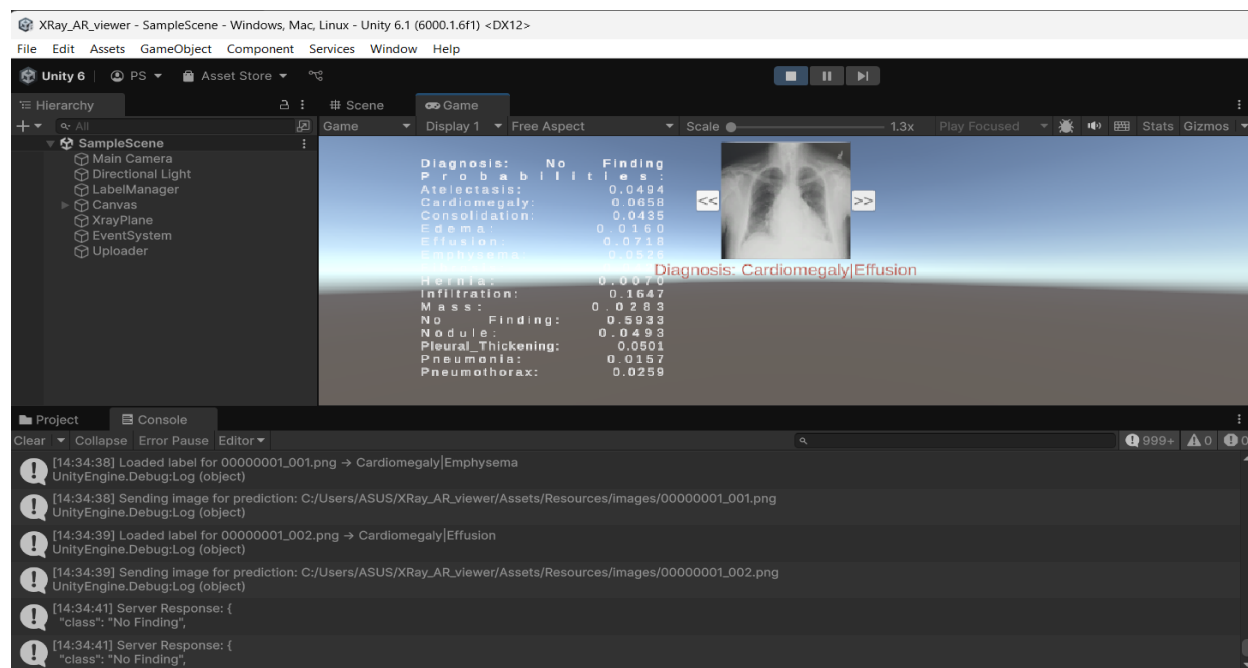 XRay_AR_viewer - SampleScene - Windows, Mac, Linux - Unity 6.1 (6000.1.6f1) <DX12>
File Edit Assets GameObject Component Services Window Help
Unity 6 PS Asset Store
Hierarchy
All
SampleScene
Main Camera
Directional Light
LabelManager
Canvas
XrayPlane
EventSystem
Uploader
Scene Game
Game Display 1 Free Aspect Scale 1.3x Play Focused Stats Gizmos
Diagnosis: No Finding
Probabilities:
Atelectasis: 0.0494
Cardiomegaly: 0.0658
Consolidation: 0.0435
Edema: 0.0160
Effusion: 0.0718
Emphysema: 0.0526
Hernia: 0.0070
Infiltration: 0.1647
Mass: 0.0283
No Finding: 0.5933
Nodule: 0.0493
Pleural_Thickening: 0.0501
Pneumonia: 0.0157
Pneumothorax: 0.0259
<< >>
Diagnosis: Cardiomegaly|Effusion
Project Console
Clear Collapse Error Pause Editor 999+ 0 0
[14:34:38] Loaded label for 00000001_001.png → Cardiomegaly|Emphysema
UnityEngine.Debug:Log (object)
[14:34:38] Sending image for prediction: C:/Users/ASUS/XRay_AR_viewer/Assets/Resources/images/00000001_001.png
UnityEngine.Debug:Log (object)
[14:34:39] Loaded label for 00000001_002.png → Cardiomegaly|Effusion
UnityEngine.Debug:Log (object)
[14:34:39] Sending image for prediction: C:/Users/ASUS/XRay_AR_viewer/Assets/Resources/images/00000001_002.png
UnityEngine.Debug:Log (object)
[14:34:41] Server Response: {
"class": "No Finding",
[14:34:41] Server Response: {
"class": "No Finding",